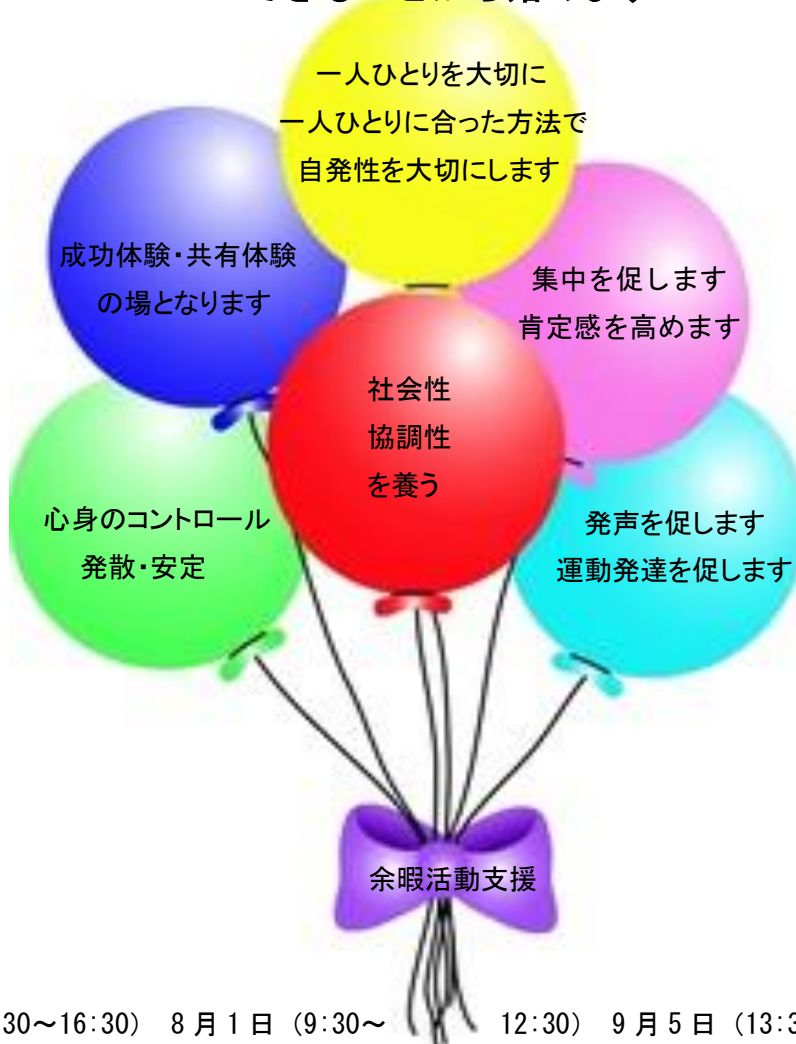 一人ひとりを大切に
一人ひとりに合った方法で
自発性を大切にします
成功体験・共有体験
の場となります
集中を促します
肯定感を高めます
社会性
協調性
を養う
心身のコントロール
発散・安定
発声を促します
運動発達を促します
余暇活動支援
30～16:30） 8月1日（9:30～ 12:30） 9月5日（13:3